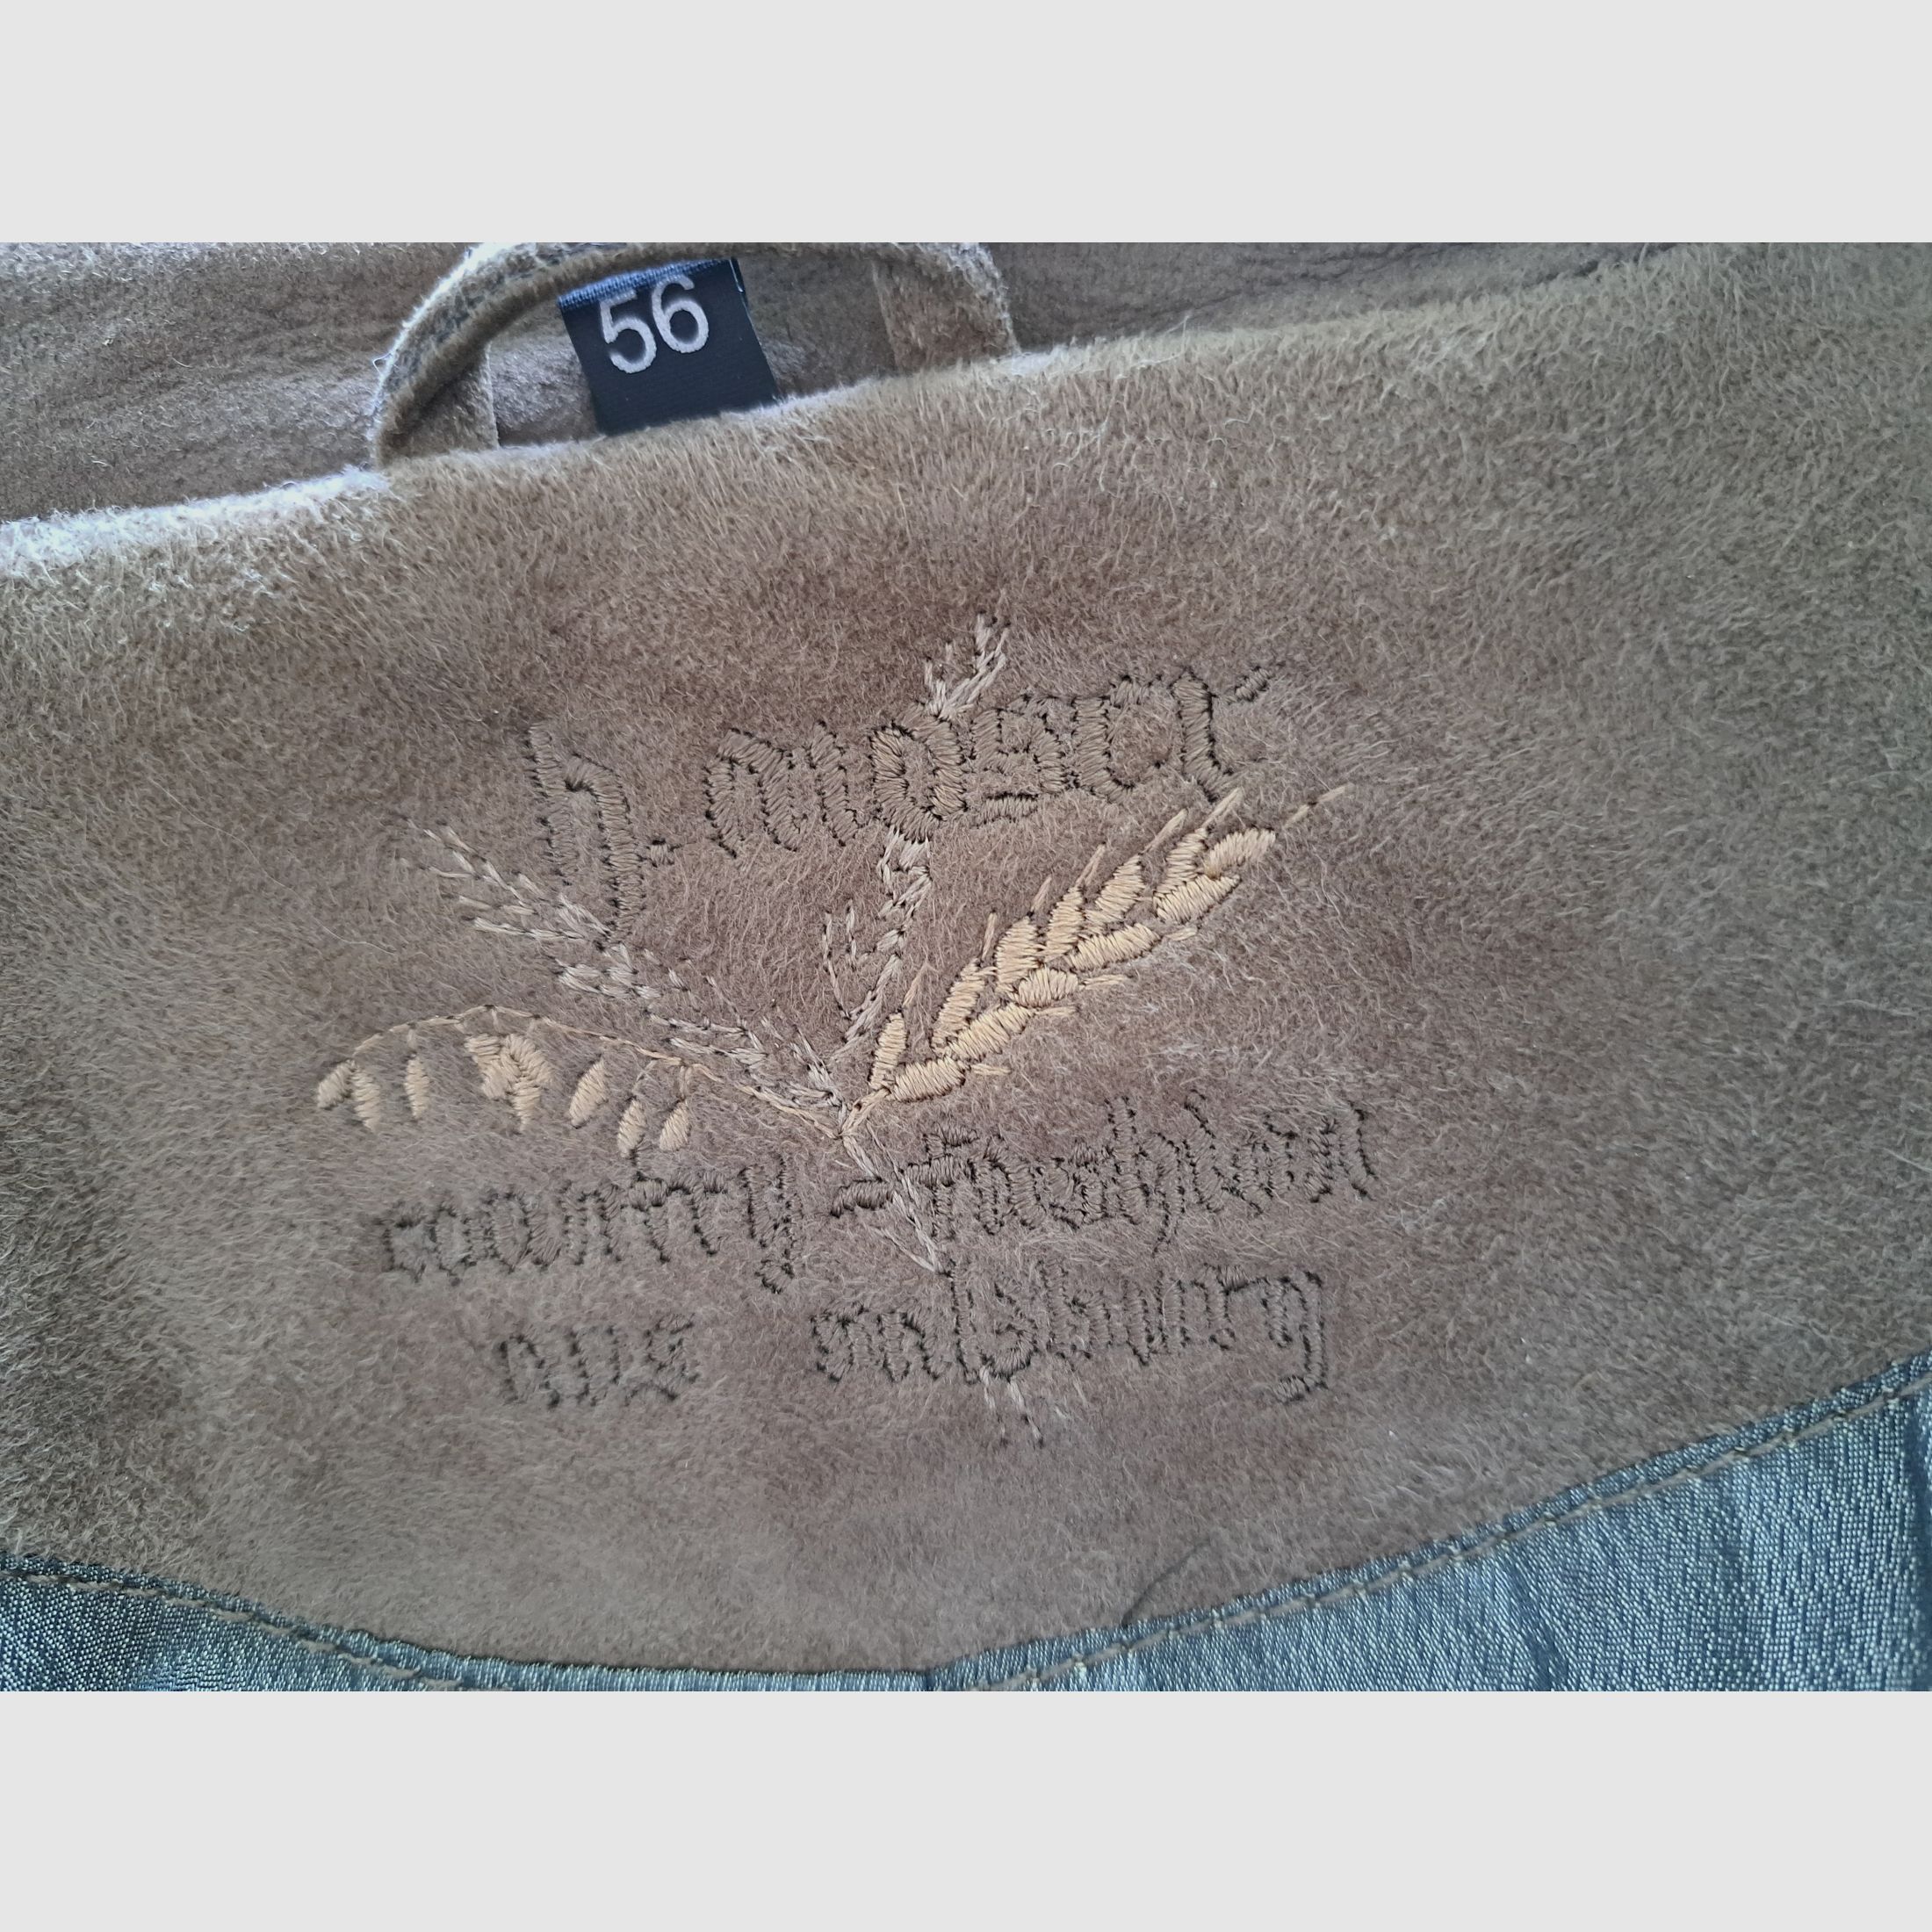 56
h. moser
country-fashion
aus salzburg